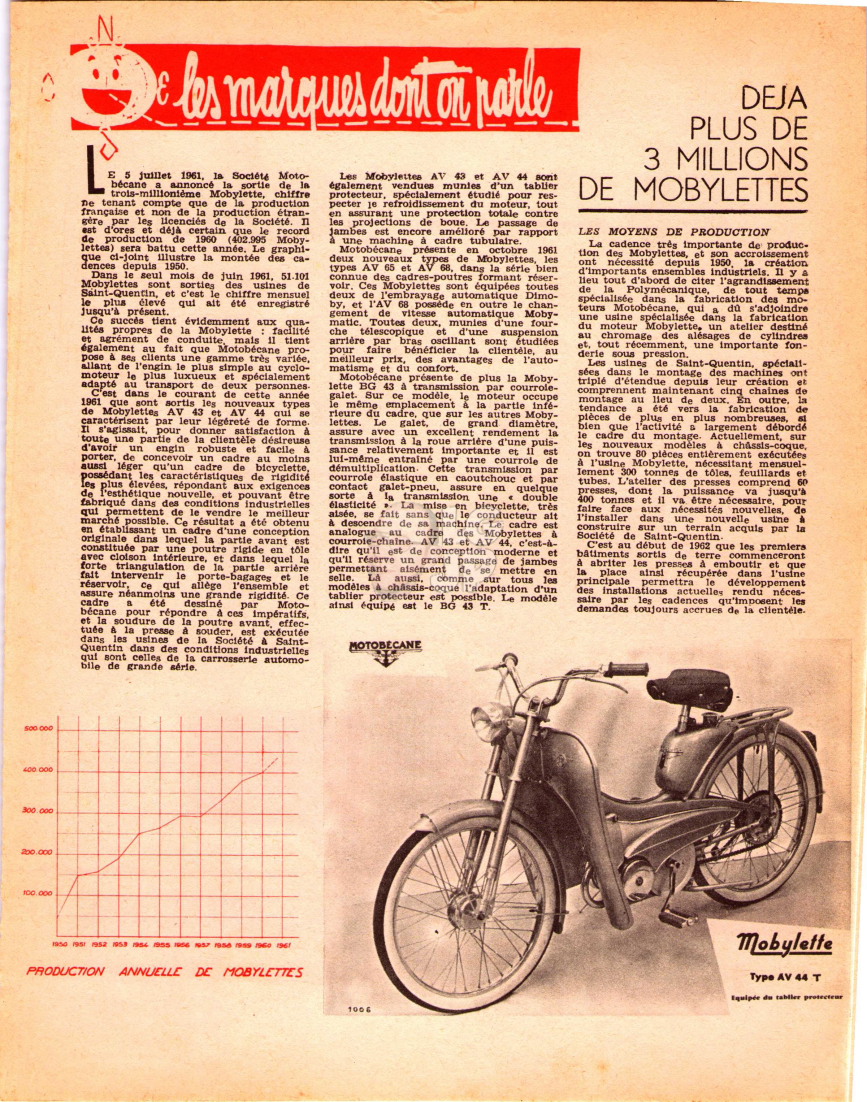 & les marques dont on parle
DEJA
PLUS DE
3 MILLIONS
DE MOBYLETTES
LE 5 juillet 1961, la Société Moto-
bécane a annoncé la sortie de la
trois-millionième Mobylette, chiffre
ne tenant compte que de la production
française et non de la production étran-
gère par les licenciés de la Société. Il
est d'ores et déjà certain que le record
de production de 1960 (402.995 Moby-
lettes) sera battu cette année. Le graphi-
que ci-joint illustre la montée des ca-
dences depuis 1950.
Dans le seul mois de juin 1961, 51.101
Mobylettes sont sorties des usines de
Saint-Quentin, et c'est le chiffre mensuel
le plus élevé qui ait été enregistré
jusqu'à présent.
Ce succès tient évidemment aux qua-
lités propres de la Mobylette : facilité
et agrément de conduite, mais il tient
également au fait que Motobécane pro-
pose à ses clients une gamme très variée,
allant de l'engin le plus simple au cyclo-
moteur le plus luxueux et spécialement
adapté au transport de deux personnes.
C'est dans le courant de cette année
1961 que sont sortis les nouveaux types
de Mobylettes AV 43 et AV 44 qui se
caractérisent par leur légèreté de forme.
Il s'agissait, pour donner satisfaction à
toute une partie de la clientèle désireuse
d'avoir un engin robuste et facile à
porter, de concevoir un cadre au moins
aussi léger qu'un cadre de bicyclette,
possédant les caractéristiques de rigidité
les plus élevées, répondant aux exigences
de l'esthétique nouvelle, et pouvant être
fabriqué dans des conditions industrielles
qui permettent de le vendre le meilleur
marché possible. Ce résultat a été obtenu
en établissant un cadre d'une conception
originale dans lequel la partie avant est
constituée par une poutre rigide en tôle
avec cloison intérieure, et dans lequel la
forte triangulation de la partie arrière
fait intervenir le porte-bagages et le
réservoir, ce qui allège l'ensemble et
assure néanmoins une grande rigidité. Ce
cadre a été dessiné par Moto-
bécane pour répondre à ces impératifs,
et la soudure de la poutre avant, effec-
tuée à la presse à souder, est exécutée
dans les usines de la Société à Saint-
Quentin dans des conditions industrielles
qui sont celles de la carrosserie automo-
bile de grande série.
Les Mobylettes AV 43 et AV 44 sont
également vendues munies d'un tablier
protecteur, spécialement étudié pour res-
pecter le refroidissement du moteur, tout
en assurant une protection totale contre
les projections de boue. Le passage de
jambes est encore amélioré par rapport
à une machine à cadre tubulaire.
Motobécane présente en octobre 1961
deux nouveaux types de Mobylettes, les
types AV 65 et AV 68, dans la série bien
connue des cadres-poutres formant réser-
voir. Ces Mobylettes sont équipées toutes
deux de l'embrayage automatique Dimo-
by, et l'AV 68 possède en outre le chan-
gement de vitesse automatique Moby-
matic. Toutes deux, munies d'une four-
che télescopique et d'une suspension
arrière par bras oscillant sont étudiées
pour faire bénéficier la clientèle, au
meilleur prix, des avantages de l'auto-
matisme et du confort.
Motobécane présente de plus la Moby-
lette BG 43 à transmission par courroie-
galet. Sur ce modèle, le moteur occupe
le même emplacement à la partie infé-
rieure du cadre, que sur les autres Moby-
lettes. Le galet, de grand diamètre,
assure avec un excellent rendement la
transmission à la roue arrière d'une puis-
sance relativement importante et il est
lui-même entraîné par une courroie de
démultiplication. Cette transmission par
courroie élastique en caoutchouc et par
contact galet-pneu, assure en quelque
sorte à la transmission une « double
élasticité ». La mise en bicyclette, très
aisée, se fait sans que le conducteur ait
à descendre de la machine. Le cadre est
analogue au cadre des Mobylettes à
courroie-chaîne. AV 43 et AV 44, c'est-à-
dire qu'il est de conception moderne et
qu'il réserve un grand passage de jambes
permettant aisément de se mettre en
selle. Là aussi, comme sur tous les
modèles à châssis-coque l'adaptation d'un
tablier protecteur est possible. Le modèle
ainsi équipé est le BG 43 T.
LES MOYENS DE PRODUCTION
La cadence très importante de produc-
tion des Mobylettes, et son accroissement
ont nécessité depuis 1950, la création
d'importants ensembles industriels. Il y a
lieu tout d'abord de citer l'agrandissement
de la Polymécanique, de tout temps
spécialisée dans la fabrication des mo-
teurs Motobécane, qui a dû s'adjoindre
une usine spécialisée dans la fabrication
du moteur Mobylette, un atelier destiné
au chromage des alésages de cylindres
et, tout récemment, une importante fon-
derie sous pression.
Les usines de Saint-Quentin, spéciali-
sées dans le montage des machines ont
triplé d'étendue depuis leur création et
comprennent maintenant cinq chaînes de
montage au lieu de deux. En outre, la
tendance a été vers la fabrication de
pièces de plus en plus nombreuses, si
bien que l'activité a largement débordé
le cadre du montage. Actuellement, sur
les nouveaux modèles à châssis-coque,
on trouve 80 pièces entièrement exécutées
à l'usine Mobylette, nécessitant mensuel-
lement 300 tonnes de tôles, feuillards et
tubes. L'atelier des presses comprend 60
presses, dont la puissance va jusqu'à
400 tonnes et il va être nécessaire, pour
faire face aux nécessités nouvelles, de
l'installer dans une nouvelle usine à
construire sur un terrain acquis par la
Société de Saint-Quentin.
C'est au début de 1962 que les premiers
bâtiments sortis de terre commenceront
à abriter les presses à emboutir et que
la place ainsi récupérée dans l'usine
principale permettra le développement
des installations actuelles rendu néces-
saire par les cadences qu'imposent les
demandes toujours accrues de la clientèle.
500.000
400.000
300.000
200.000
100.000
1950 1951 1952 1953 1954 1955 1956 1957 1958 1959 1960 1961
PRODUCTION ANNUELLE DE MOBYLETTES
MOTOBÉCANE
Mobylette
Type AV 44 T
Equipée du tablier protecteur
1006